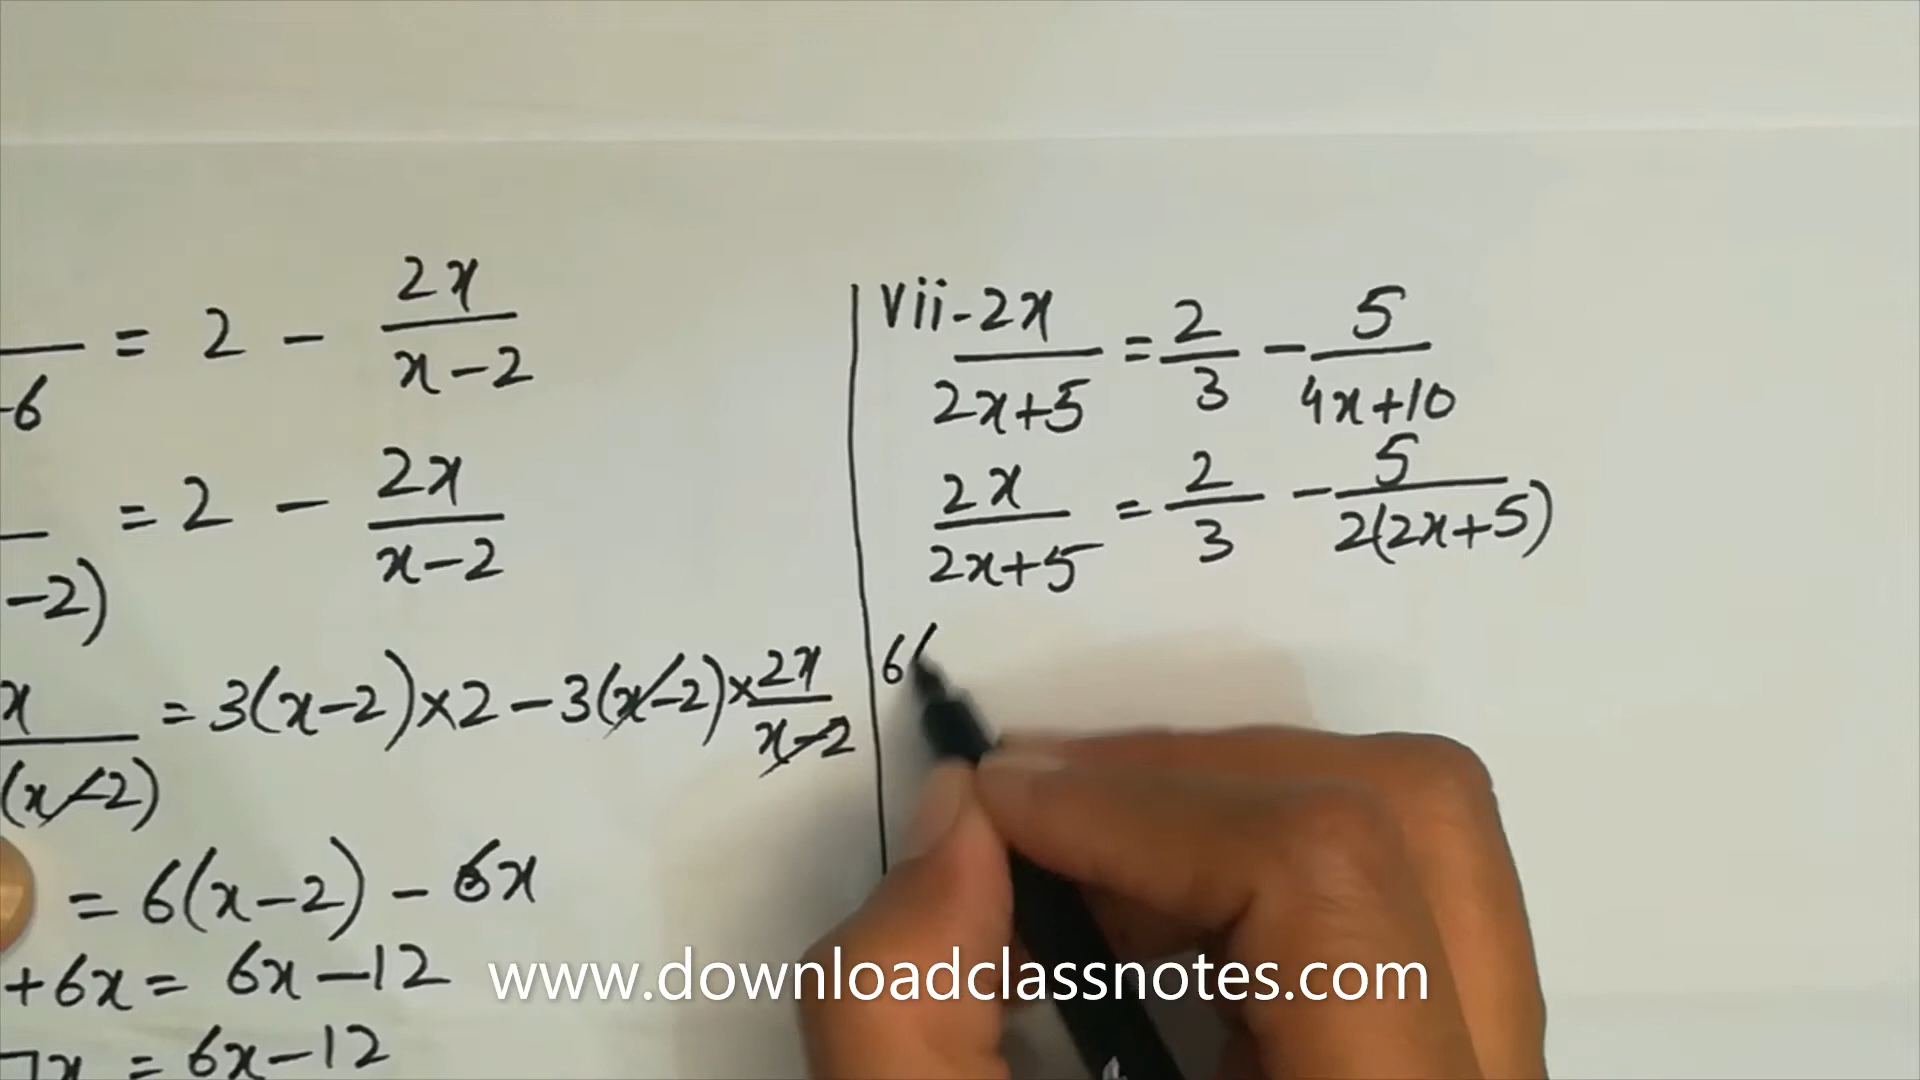 = 2 - 2x/(x-2)
-6
= 2 - 2x/(x-2)
-2)
x/(x-2) = 3(x-2)×2-3(x-2)×2x/(x-2)
= 6(x-2) - 6x
+6x = 6x-12
7x = 6x-12
vii- 2x/(2x+5) = 2/3 - 5/(4x+10)
2x/(2x+5) = 2/3 - 5/(2(2x+5))
6(
www.downloadclassnotes.com